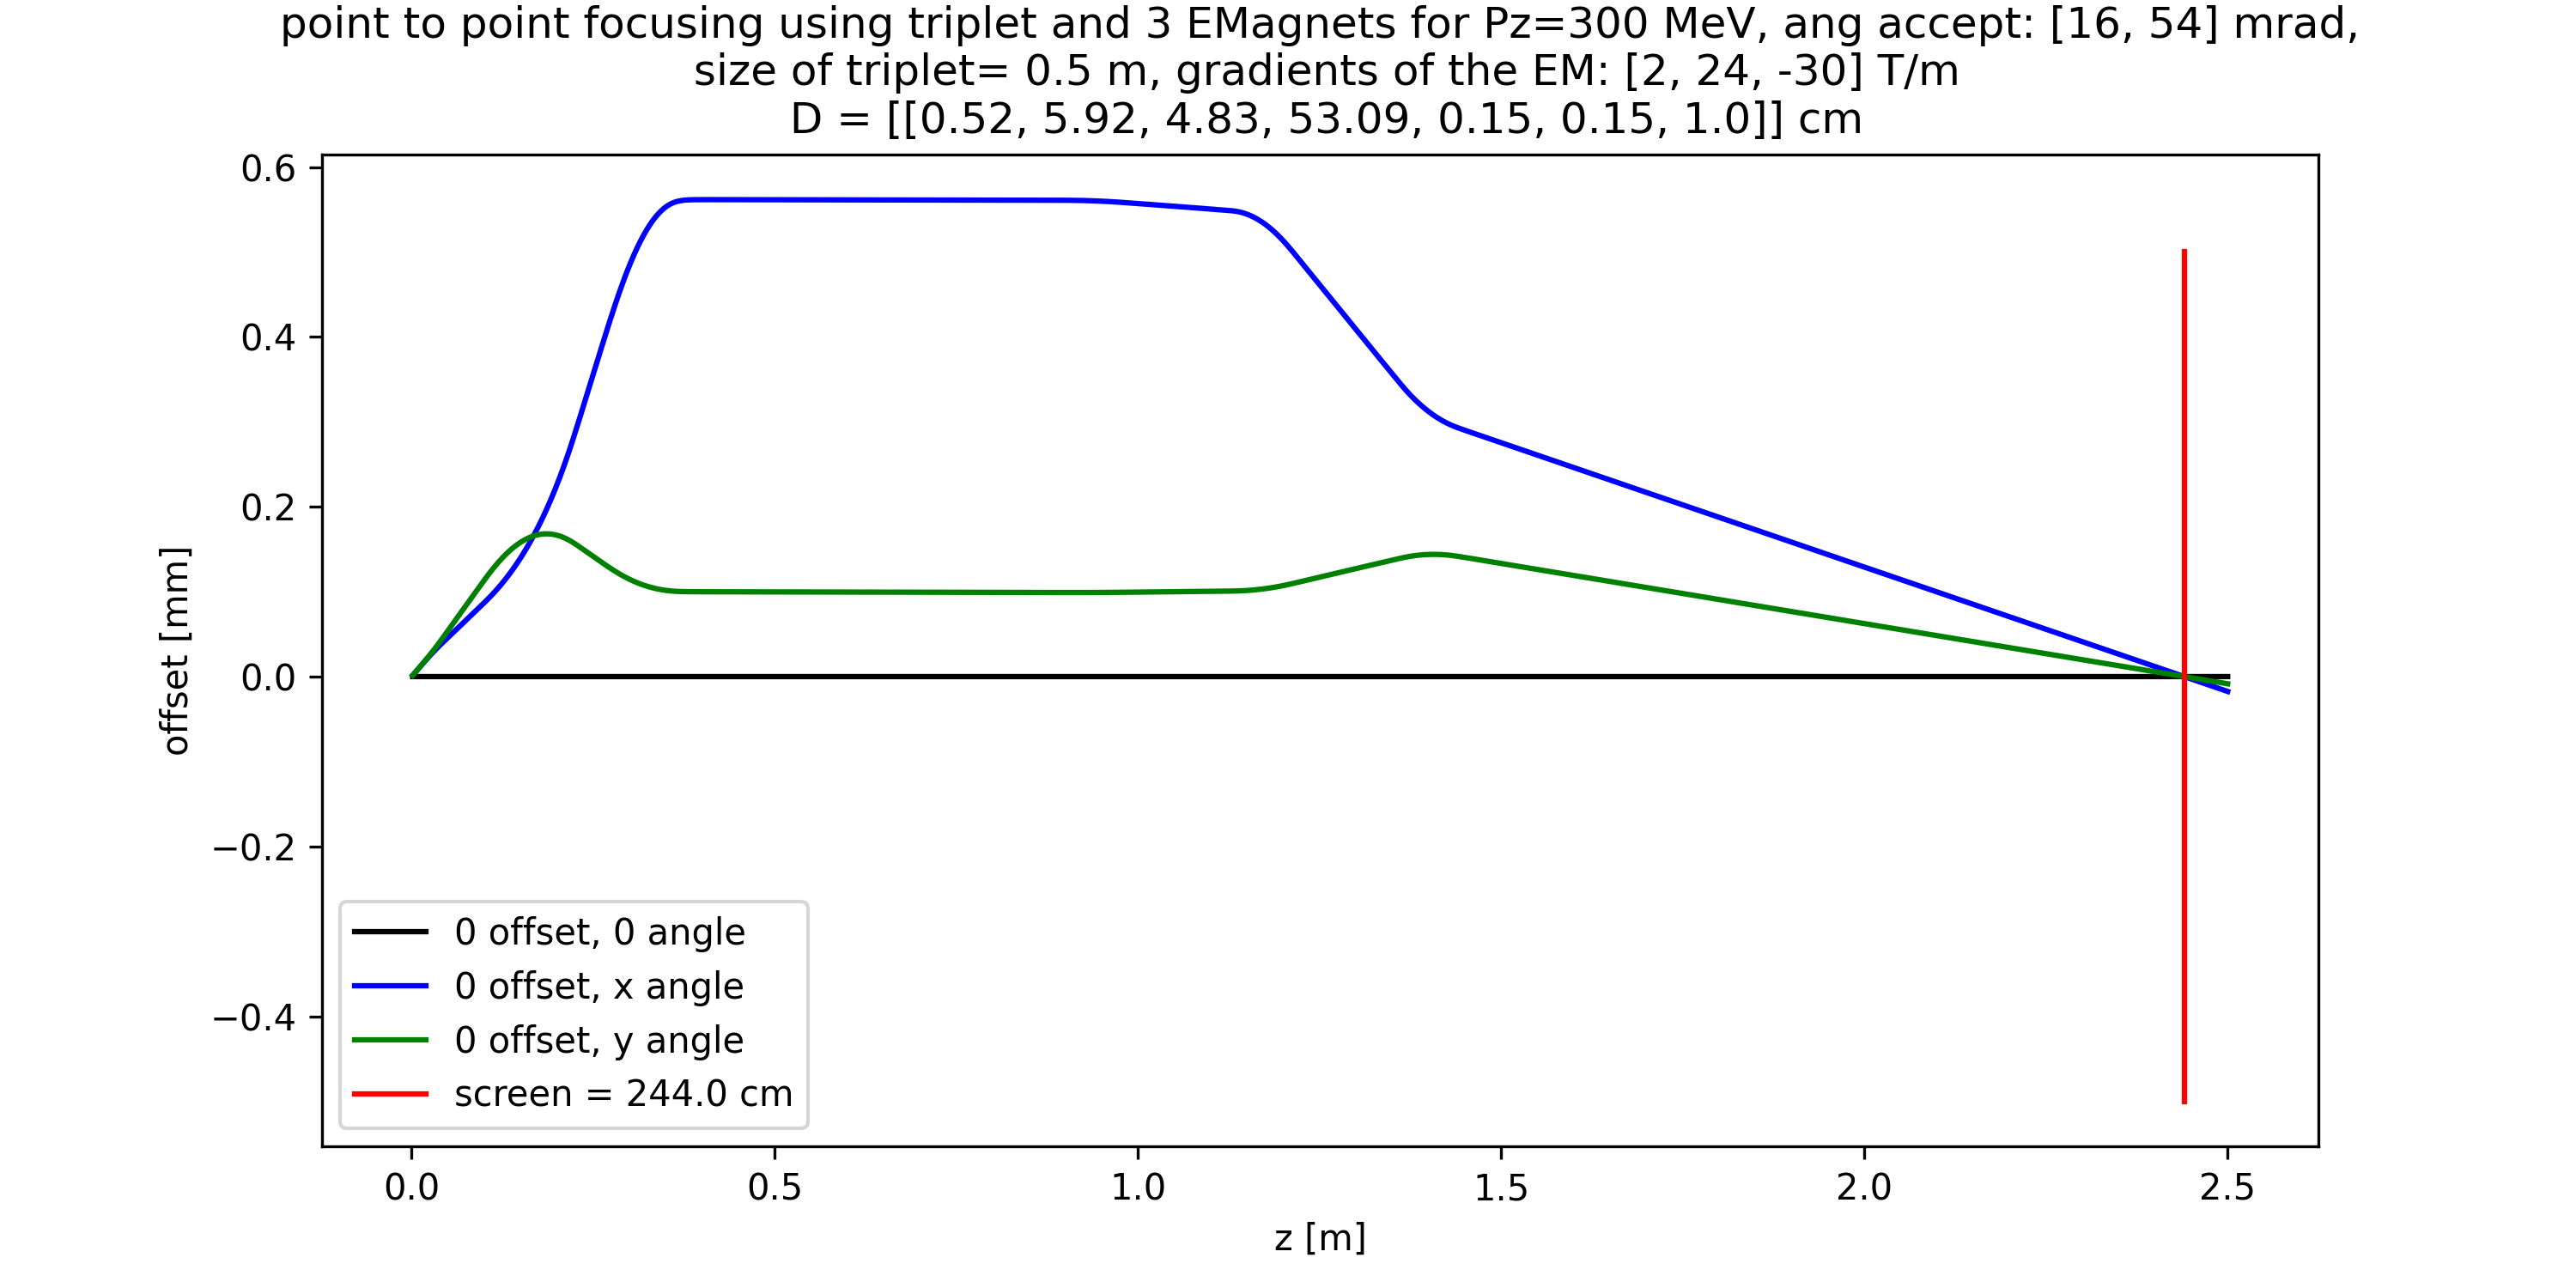 point to point focusing using triplet and 3 EMagnets for Pz=300 MeV, ang accept: [16, 54] mrad,
size of triplet= 0.5 m, gradients of the EM: [2, 24, -30] T/m
D = [[0.52, 5.92, 4.83, 53.09, 0.15, 0.15, 1.0]] cm
offset [mm]
0.6
0.4
0.2
0.0
−0.2
−0.4
0 offset, 0 angle
0 offset, x angle
0 offset, y angle
screen = 244.0 cm
0.0
0.5
1.0
1.5
2.0
2.5
z [m]